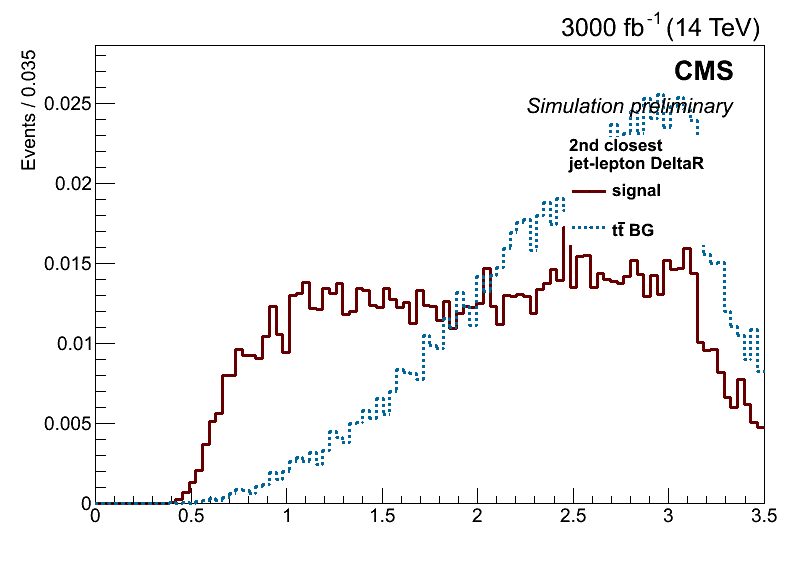 3000 fb⁻¹ (14 TeV)
CMS
Simulation preliminary
Events / 0.035
2nd closest
jet-lepton DeltaR
signal
tt̅ BG
0.025
0.02
0.015
0.01
0.005
0
0 0.5 1 1.5 2 2.5 3 3.5